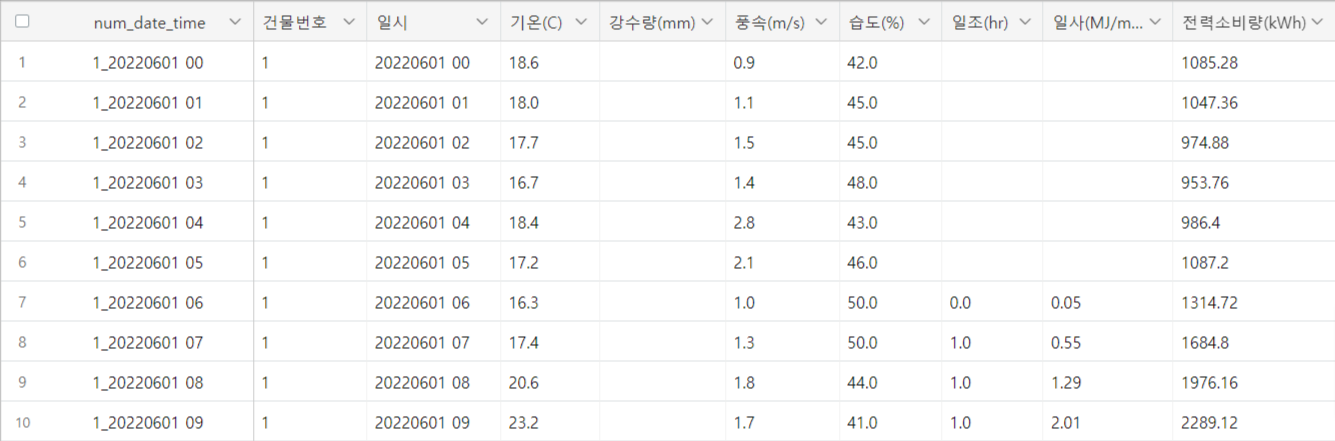 num_date_time 건물번호 일시 기온(C) 강수량(mm) 풍속(m/s) 습도(%) 일조(hr) 일사(MJ/m... 전력소비량(kWh)
1 1_20220601 00 1 20220601 00 18.6 0.9 42.0 1085.28
2 1_20220601 01 1 20220601 01 18.0 1.1 45.0 1047.36
3 1_20220601 02 1 20220601 02 17.7 1.5 45.0 974.88
4 1_20220601 03 1 20220601 03 16.7 1.4 48.0 953.76
5 1_20220601 04 1 20220601 04 18.4 2.8 43.0 986.4
6 1_20220601 05 1 20220601 05 17.2 2.1 46.0 1087.2
7 1_20220601 06 1 20220601 06 16.3 1.0 50.0 0.0 0.05 1314.72
8 1_20220601 07 1 20220601 07 17.4 1.3 50.0 1.0 0.55 1684.8
9 1_20220601 08 1 20220601 08 20.6 1.8 44.0 1.0 1.29 1976.16
10 1_20220601 09 1 20220601 09 23.2 1.7 41.0 1.0 2.01 2289.12